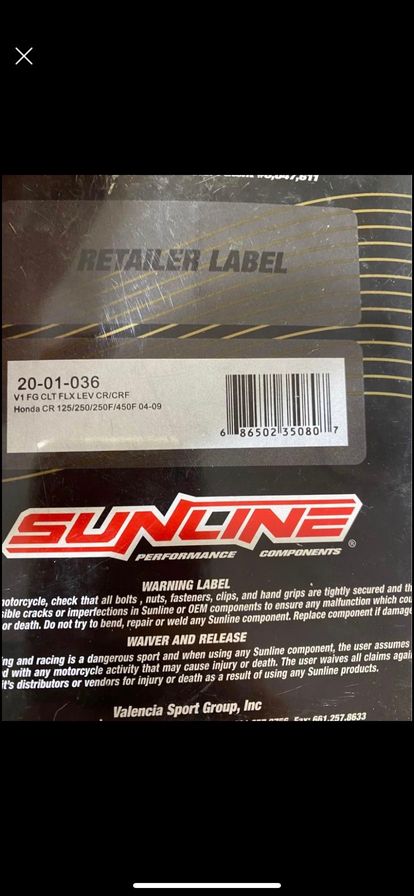 RETAILER LABEL
20-01-036
V1 FG CLT FLX LEV CR/CRF
Honda CR 125/250/250F/450F 04-09
6 86502 35080 7
SUNLINE®
PERFORMANCE COMPONENTS
WARNING LABEL
motorcycle, check that all bolts , nuts, fasteners, clips, and hand grips are tightly secured and
cracks or imperfections in Sunline or OEM components to ensure any malfunction which
or death. Do not try to bend, repair or weld any Sunline component. Replace component if
WAIVER AND RELEASE
and racing is a dangerous sport and when using any Sunline component, the user assumes
with any motorcycle activity that may cause injury or death. The user waives all claims
it's distributors or vendors for injury or death as a result of using any Sunline products.
Valencia Sport Group, Inc
Fax: 661.257.8633